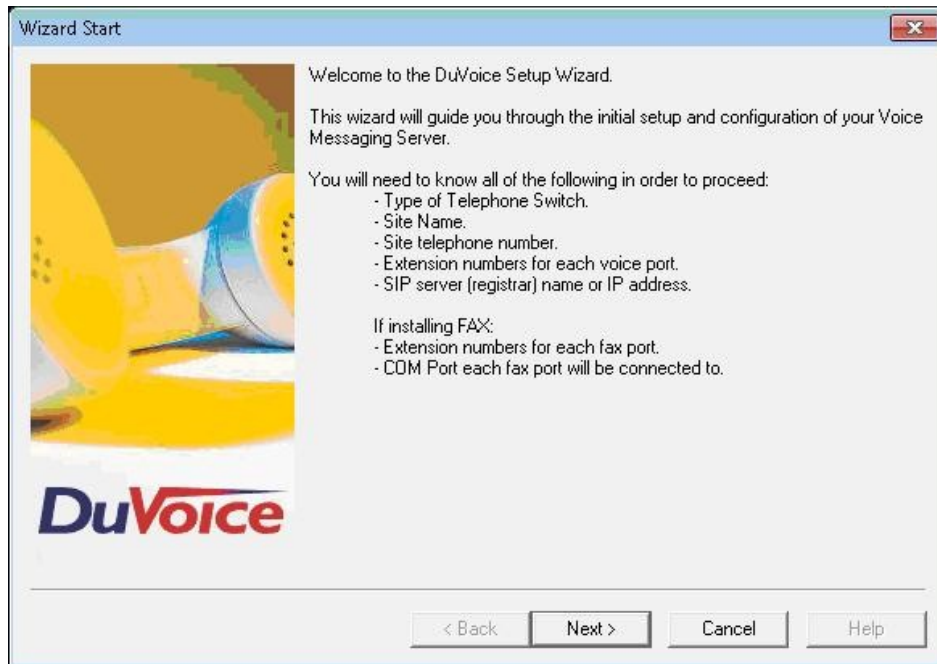 Wizard Start
Welcome to the DuVoice Setup Wizard.
This wizard will guide you through the initial setup and configuration of your Voice
Messaging Server.
You will need to know all of the following in order to proceed:
- Type of Telephone Switch.
- Site Name.
- Site telephone number.
- Extension numbers for each voice port.
- SIP server (registrar) name or IP address.
If installing FAX:
- Extension numbers for each fax port.
- COM Port each fax port will be connected to.
DuVoice
< Back
Next >
Cancel
Help